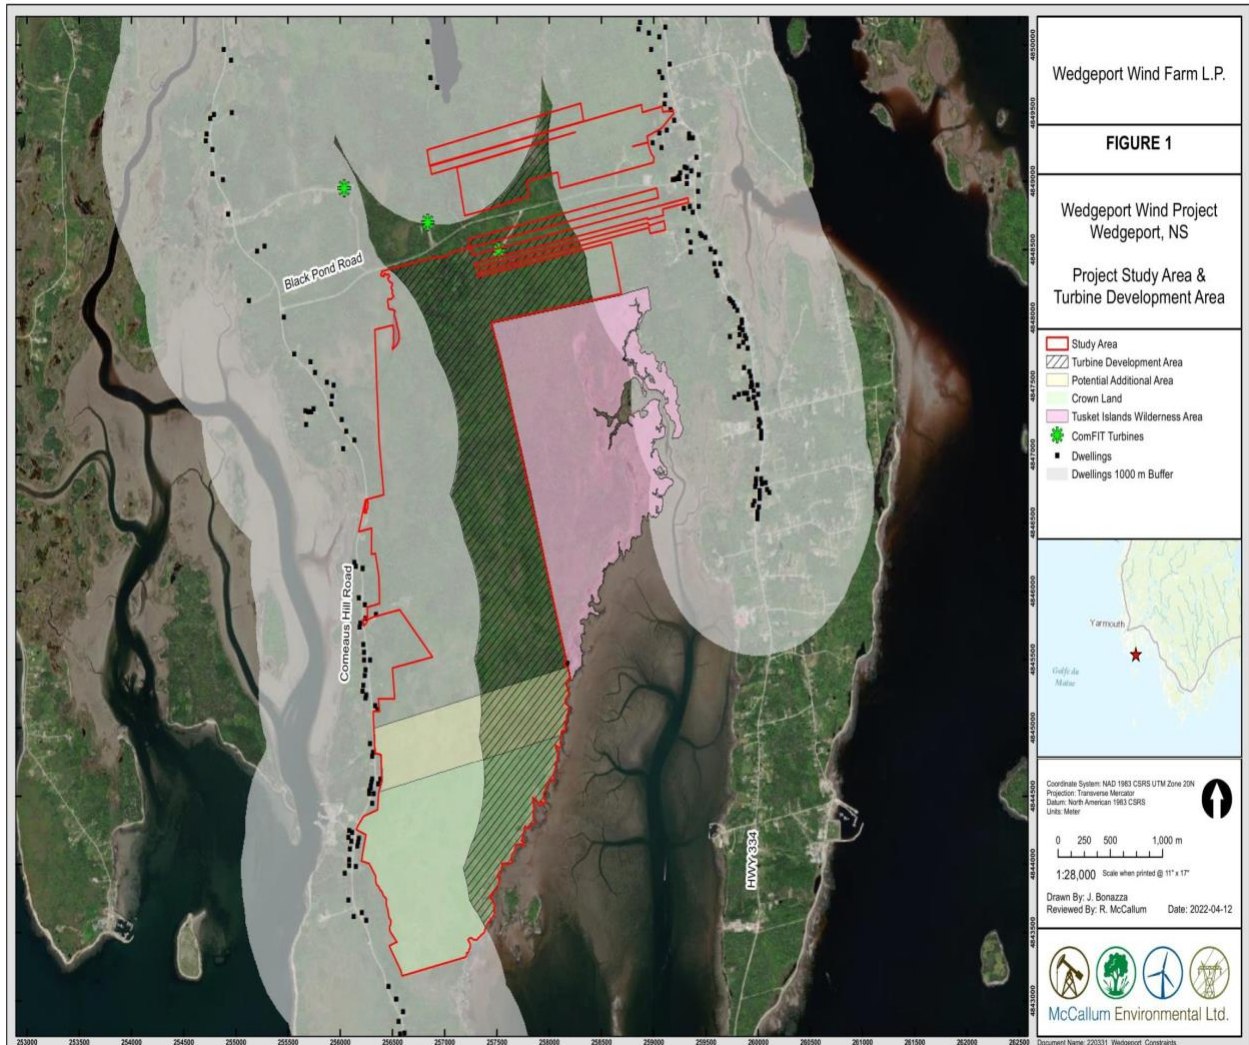 Wedgeport Wind Farm L.P.
FIGURE 1
Wedgeport Wind Project
Wedgeport, NS
Project Study Area &
Turbine Development Area
Study Area
Turbine Development Area
Potential Additional Area
Crown Land
Tusket Islands Wilderness Area
ComFIT Turbines
Dwellings
Dwellings 1000 m Buffer
Yarmouth
Golfe du
Maine
Coordinate System: NAD 1983 CSRS UTM Zone 20N
Projection: Transverse Mercator
Datum: North American 1983 CSRS
Units: Meter
0 250 500 1,000 m
1:28,000 Scale when printed @ 11" x 17"
Drawn By: J. Bonazza
Reviewed By: R. McCallum Date: 2022-04-12
McCallum Environmental Ltd.
Document Name: 220331_Wedgeport_Constraints
Black Pond Road
Comeaus Hill Road
HWY 334
4850000
4849500
4849000
4848500
4848000
4847500
4847000
4846500
4846000
4845500
4845000
4844500
4844000
4843500
4843000
253000 253500 254000 254500 255000 255500 256000 256500 257000 257500 258000 258500 259000 259500 260000 260500 261000 261500 262000 262500